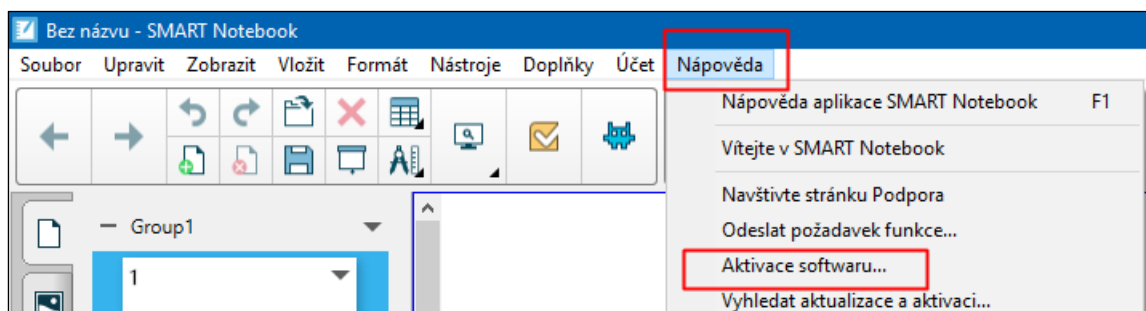 Bez názvu - SMART Notebook
Soubor Upravit Zobrazit Vložit Formát Nástroje Doplňky Účet Nápověda
Nápověda aplikace SMART Notebook F1
Vítejte v SMART Notebook
Navštivte stránku Podpora
Odeslat požadavek funkce...
Aktivace softwaru...
Vyhledat aktualizace a aktivaci...
Group1
1